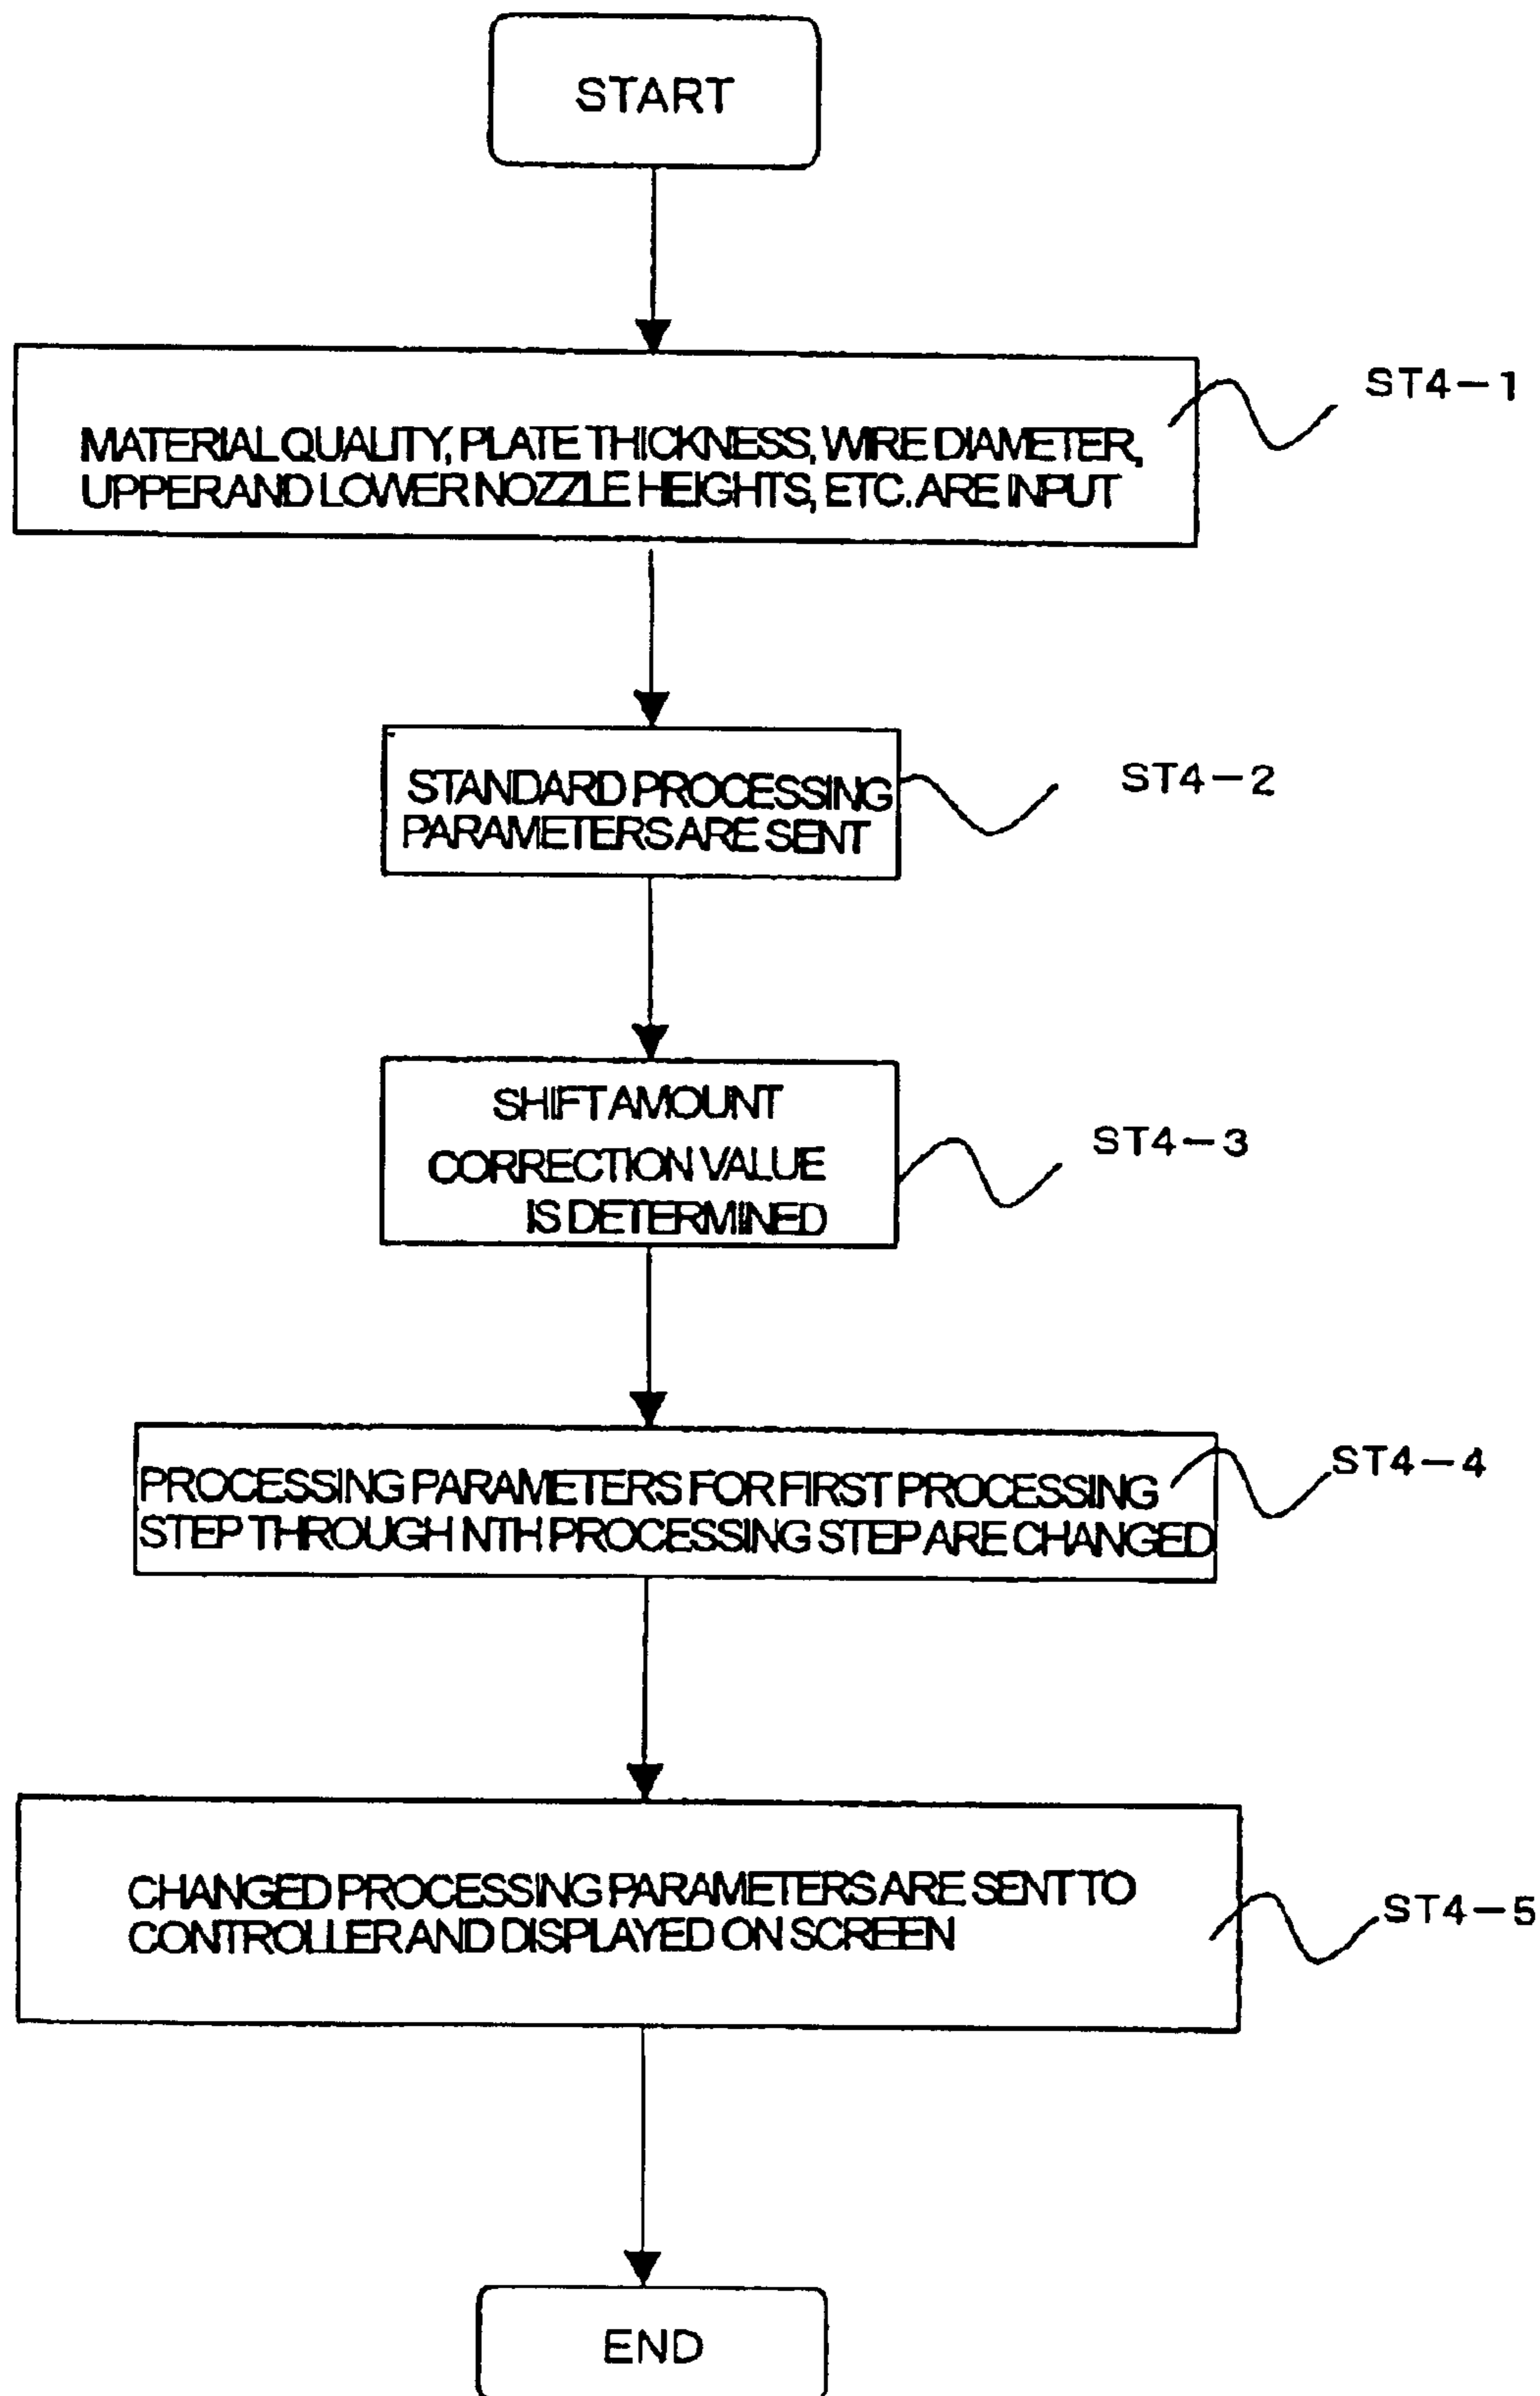 START
ST4-1
MATERIAL QUALITY, PLATE THICKNESS, WIRE DIAMETER,
UPPER AND LOWER NOZZLE HEIGHTS, ETC. ARE INPUT
STANDARD PROCESSING
PARAMETERS ARE SENT
ST4-2
SHIFT AMOUNT
CORRECTION VALUE
IS DETERMINED
ST4-3
PROCESSING PARAMETERS FOR FIRST PROCESSING
STEP THROUGH NTH PROCESSING STEP ARE CHANGED
ST4-4
CHANGED PROCESSING PARAMETERS ARE SENT TO
CONTROLLER AND DISPLAYED ON SCREEN
ST4-5
END